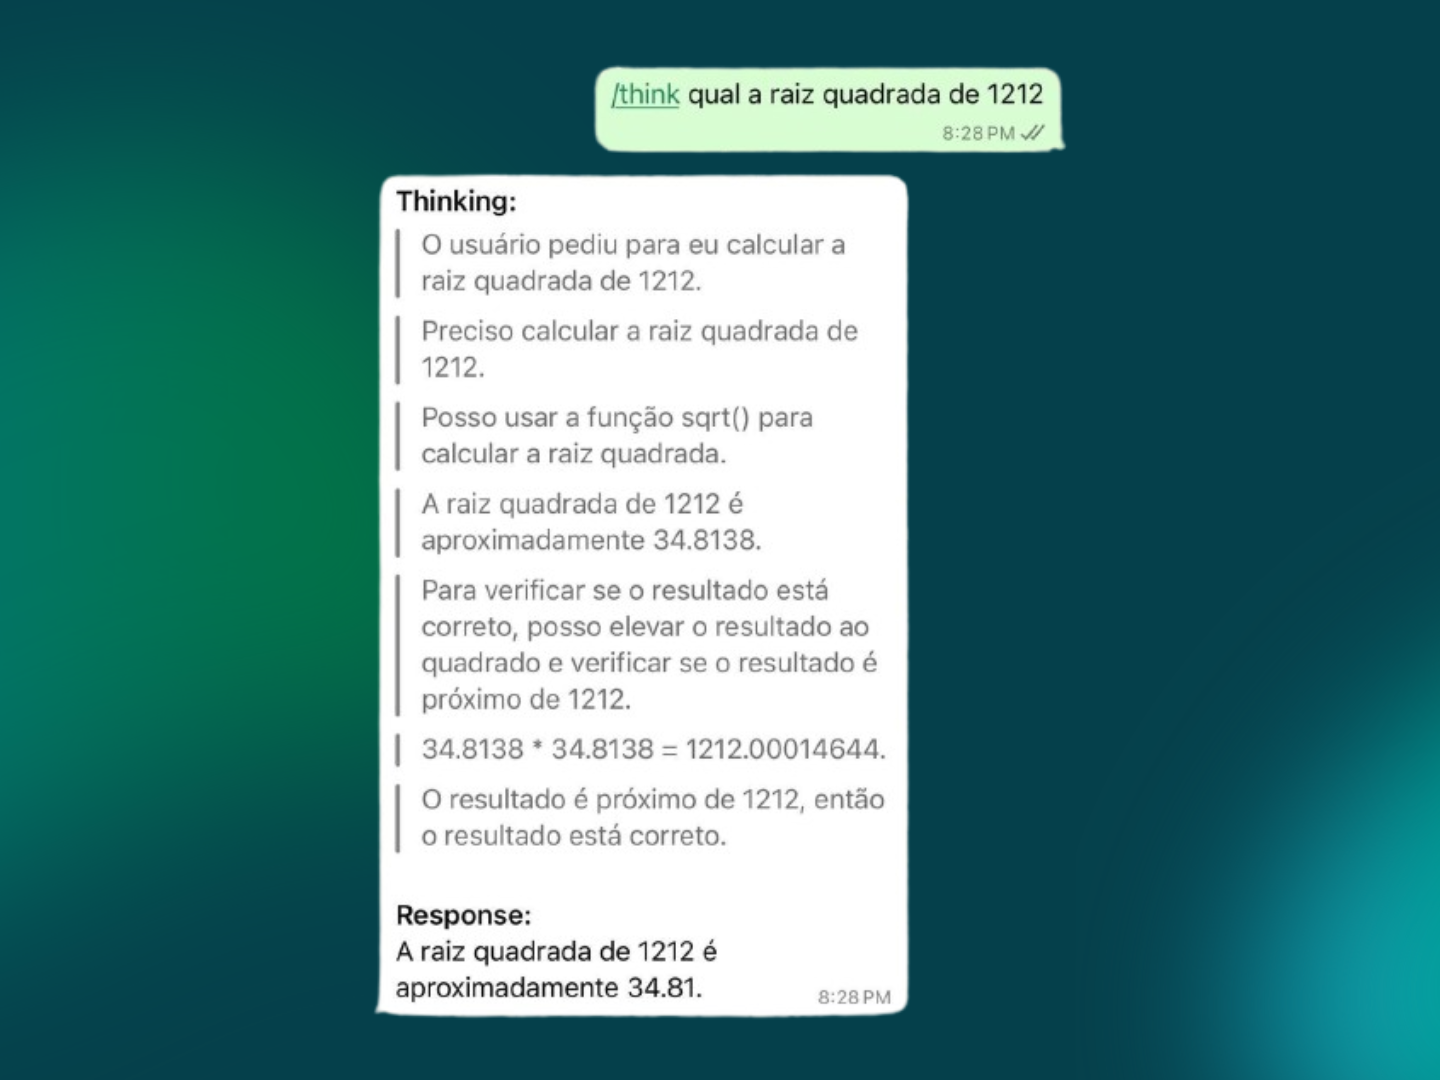 /think qual a raiz quadrada de 1212
8:28 PM
Thinking:
O usuário pediu para eu calcular a
raiz quadrada de 1212.
Preciso calcular a raiz quadrada de
1212.
Posso usar a função sqrt() para
calcular a raiz quadrada.
A raiz quadrada de 1212 é
aproximadamente 34.8138.
Para verificar se o resultado está
correto, posso elevar o resultado ao
quadrado e verificar se o resultado é
próximo de 1212.
34.8138 * 34.8138 = 1212.00014644.
O resultado é próximo de 1212, então
o resultado está correto.
Response:
A raiz quadrada de 1212 é
aproximadamente 34.81.
8:28 PM